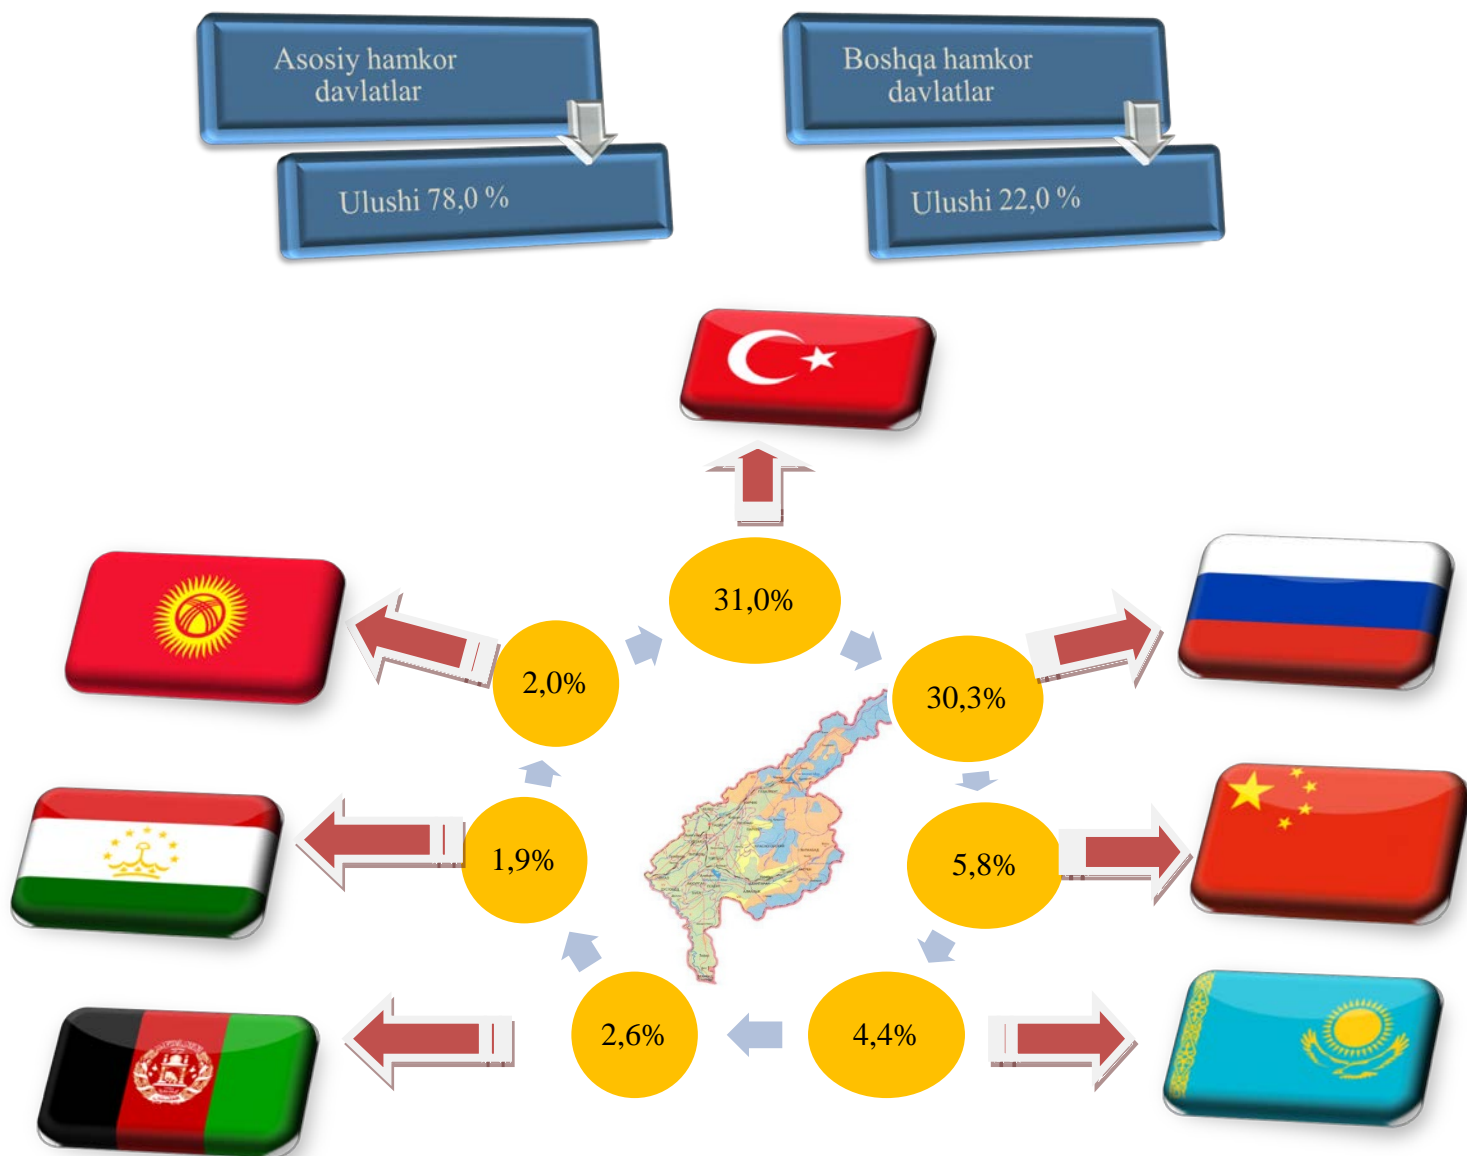 Asosiy hamkor
davlatlar
Ulushi 78,0 %
Boshqa hamkor
davlatlar
Ulushi 22,0 %
31,0%
30,3%
5,8%
4,4%
2,6%
1,9%
2,0%